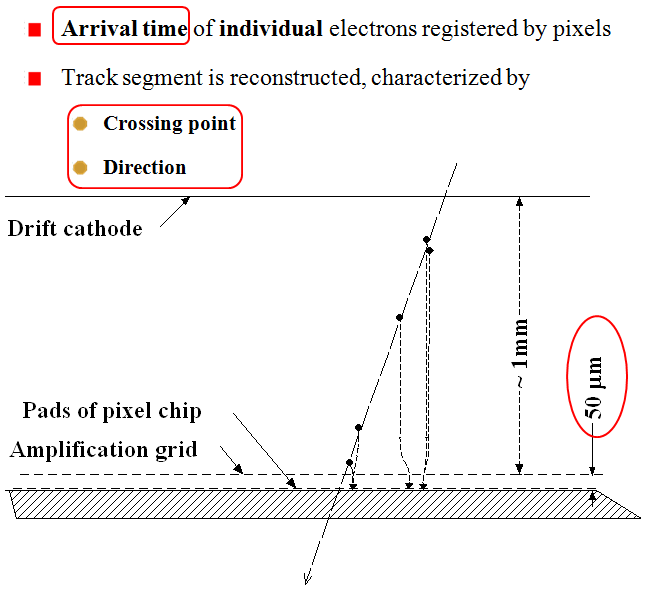 Arrival time of individual electrons registered by pixels
Track segment is reconstructed, characterized by
Crossing point
Direction
Drift cathode
~ 1mm
50 µm
Pads of pixel chip
Amplification grid